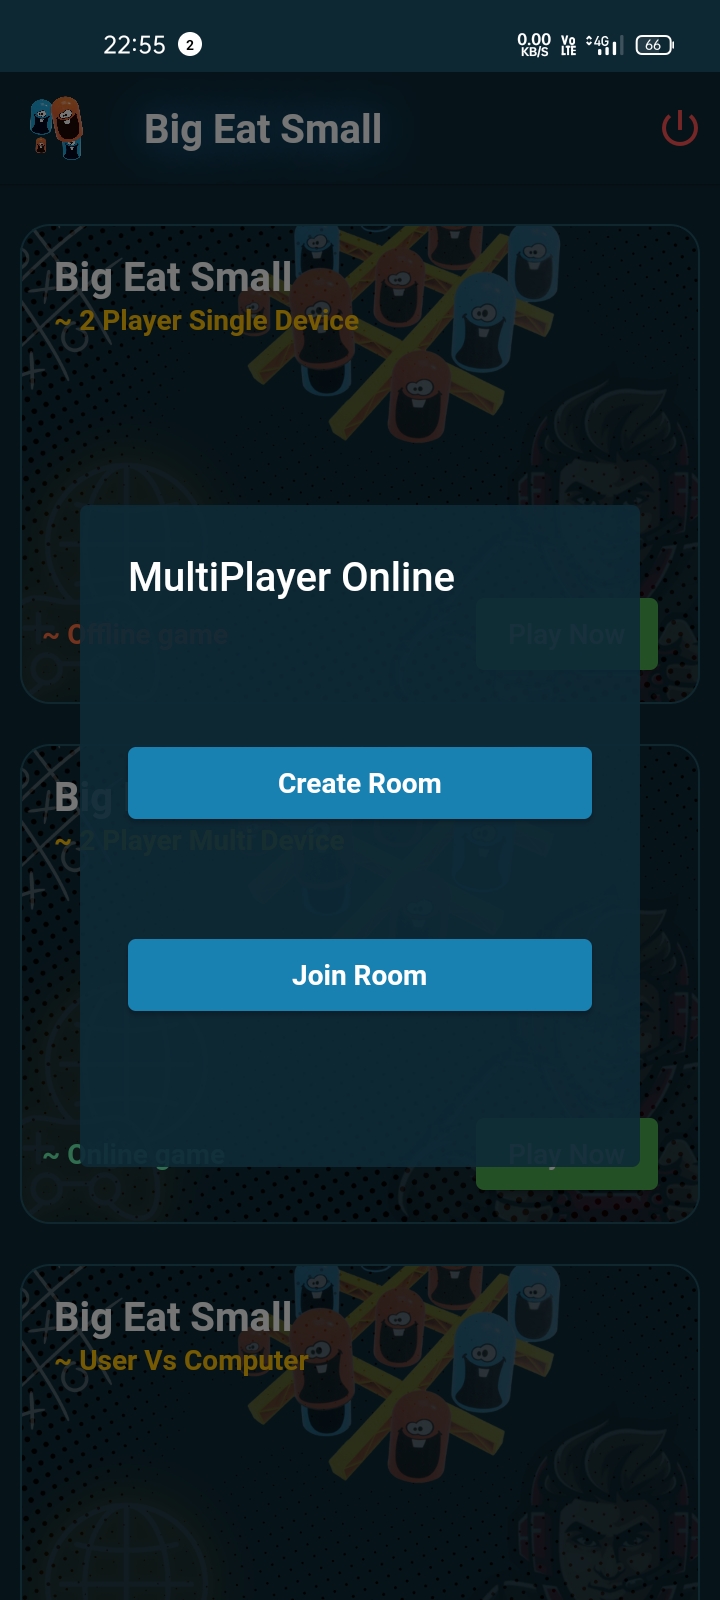 22:55 2 0.00 KB/S Vo LTE 4G 66
Big Eat Small
Big Eat Small
~ 2 Player Single Device
MultiPlayer Online
~ Offline game Play Now
Create Room
Big
~ 2 Player Multi Device
Join Room
~ Online game Play Now
Big Eat Small
~ User Vs Computer